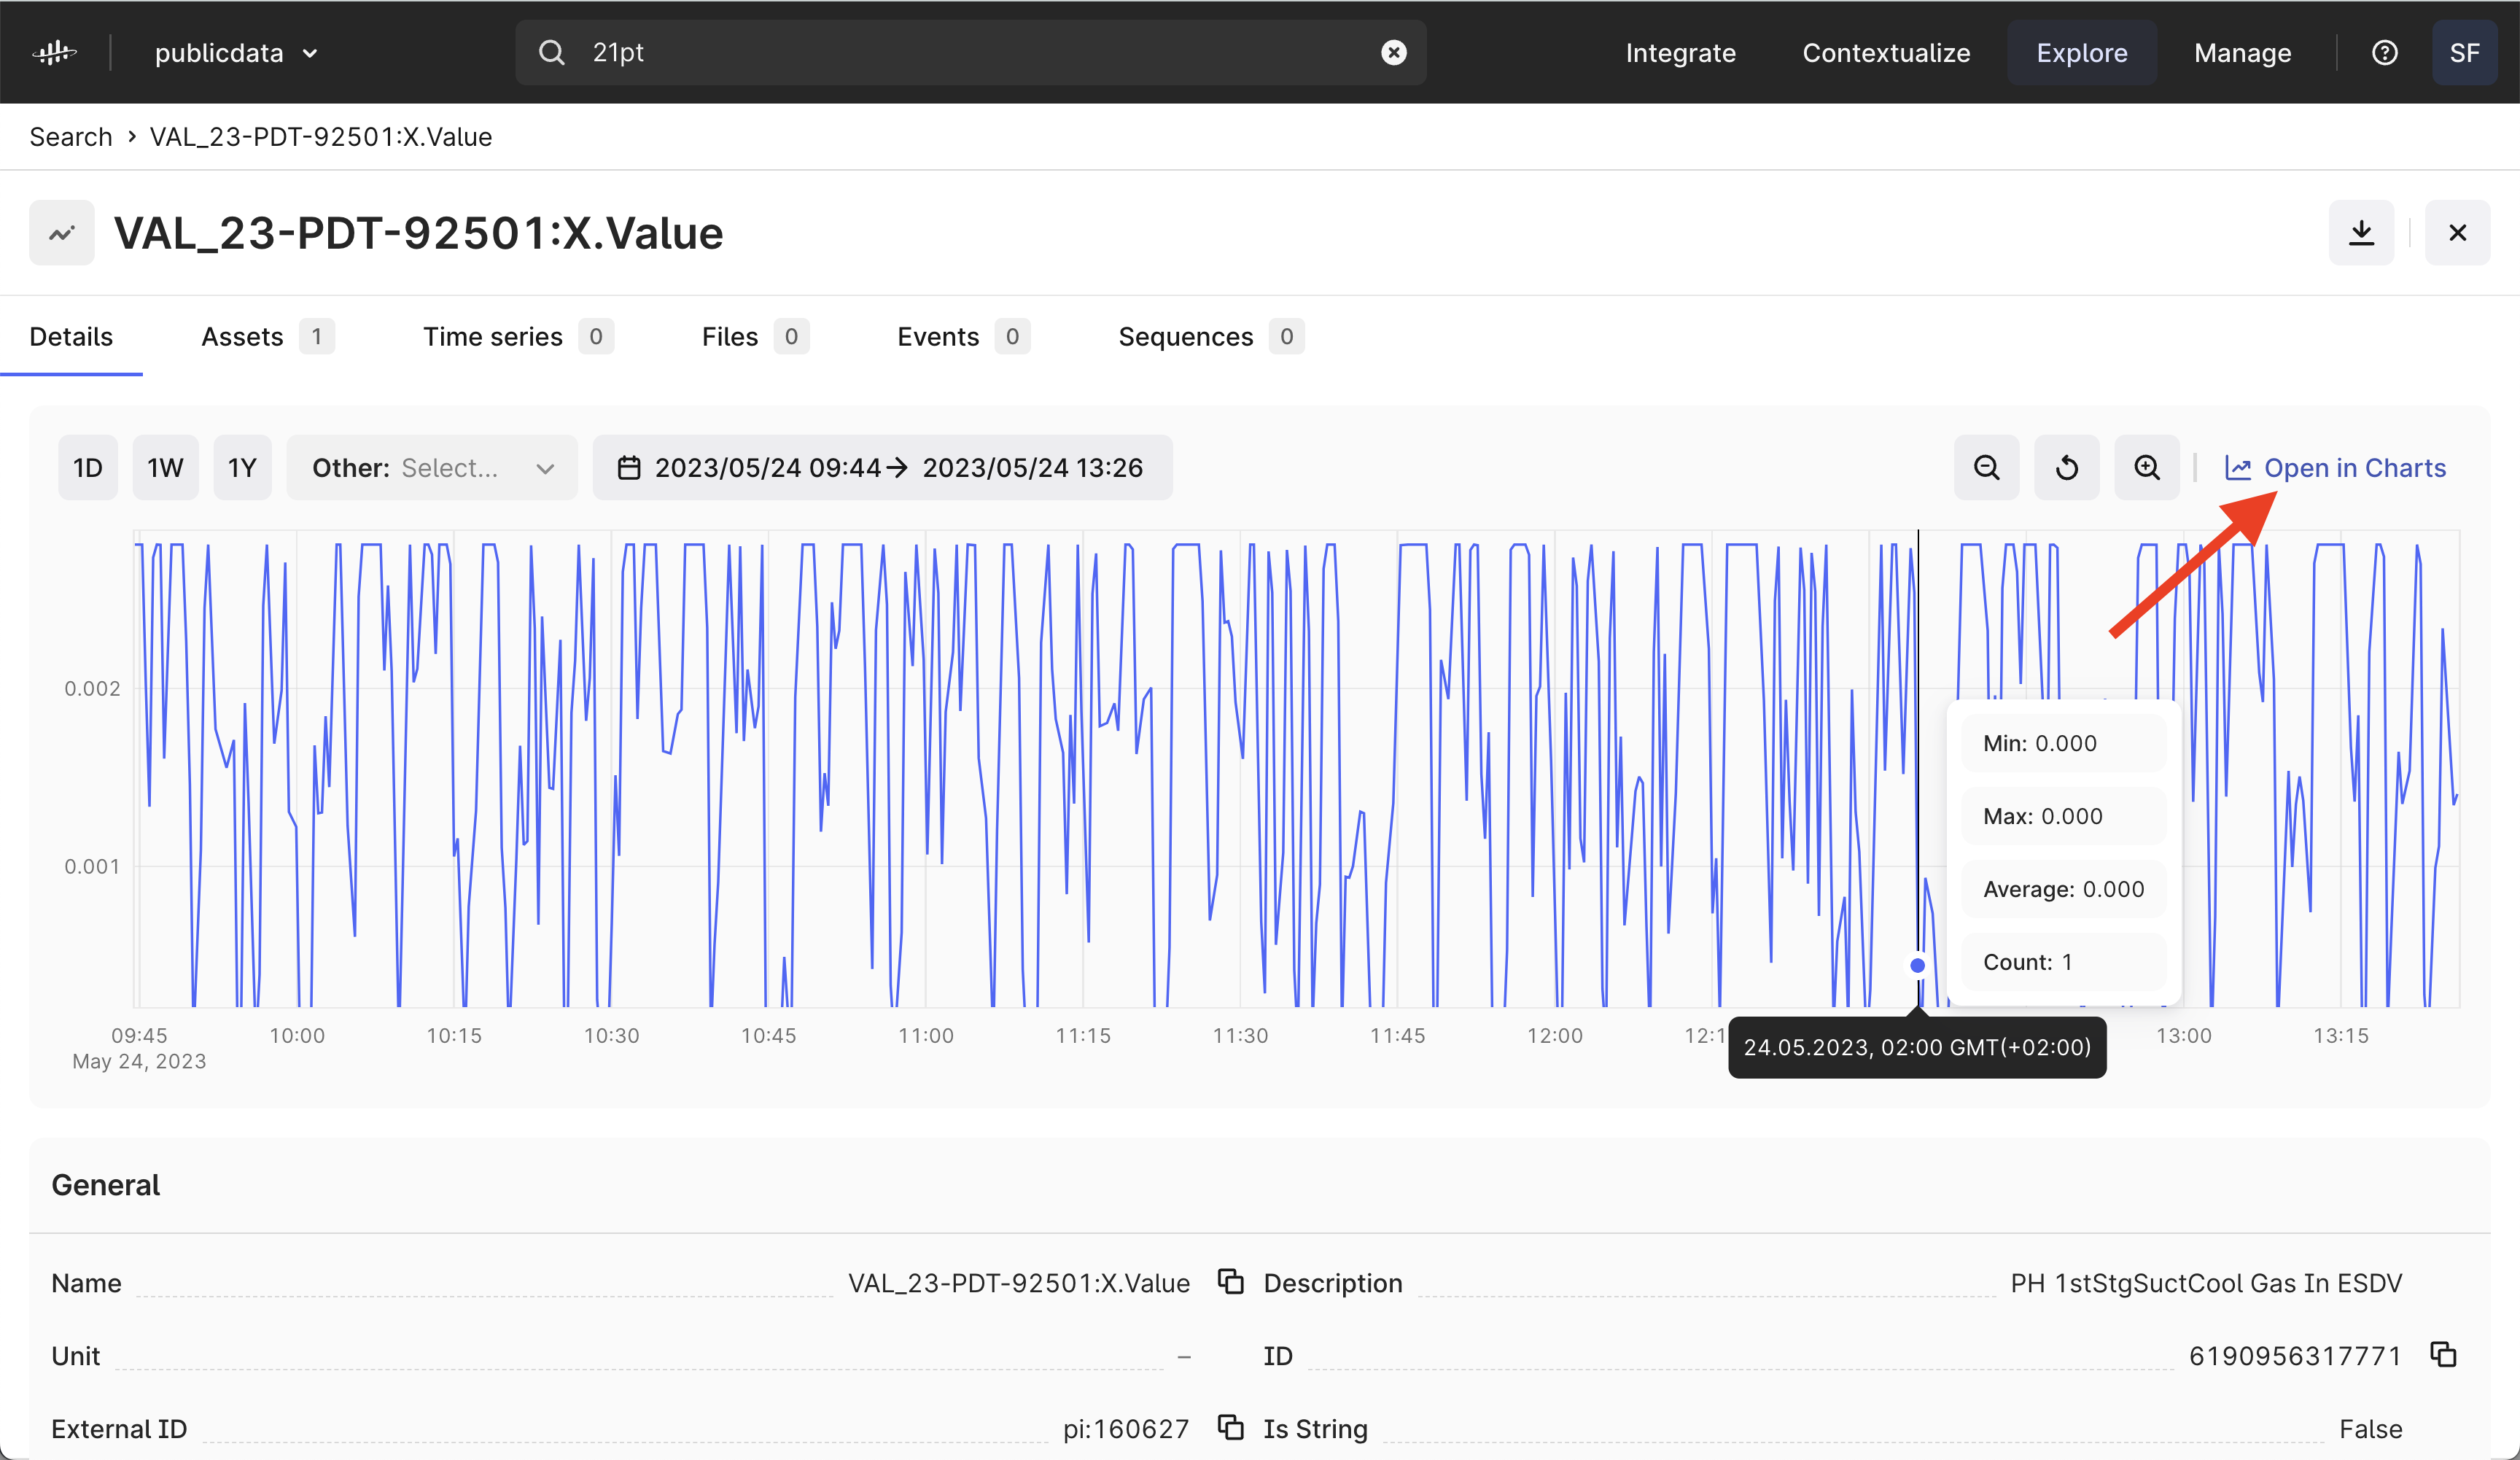 publicdata
21pt
Integrate
Contextualize
Explore
Manage
SF
Search › VAL_23-PDT-92501:X.Value
VAL_23-PDT-92501:X.Value
Details
Assets 1
Time series 0
Files 0
Events 0
Sequences 0
1D
1W
1Y
Other: Select...
2023/05/24 09:44 → 2023/05/24 13:26
Open in Charts
0.002
0.001
Min: 0.000
Max: 0.000
Average: 0.000
Count: 1
09:45
10:00
10:15
10:30
10:45
11:00
11:15
11:30
11:45
12:00
12:1
13:00
13:15
May 24, 2023
24.05.2023, 02:00 GMT(+02:00)
General
Name VAL_23-PDT-92501:X.Value
Description PH 1stStgSuctCool Gas In ESDV
Unit –
ID 6190956317771
External ID pi:160627
Is String False